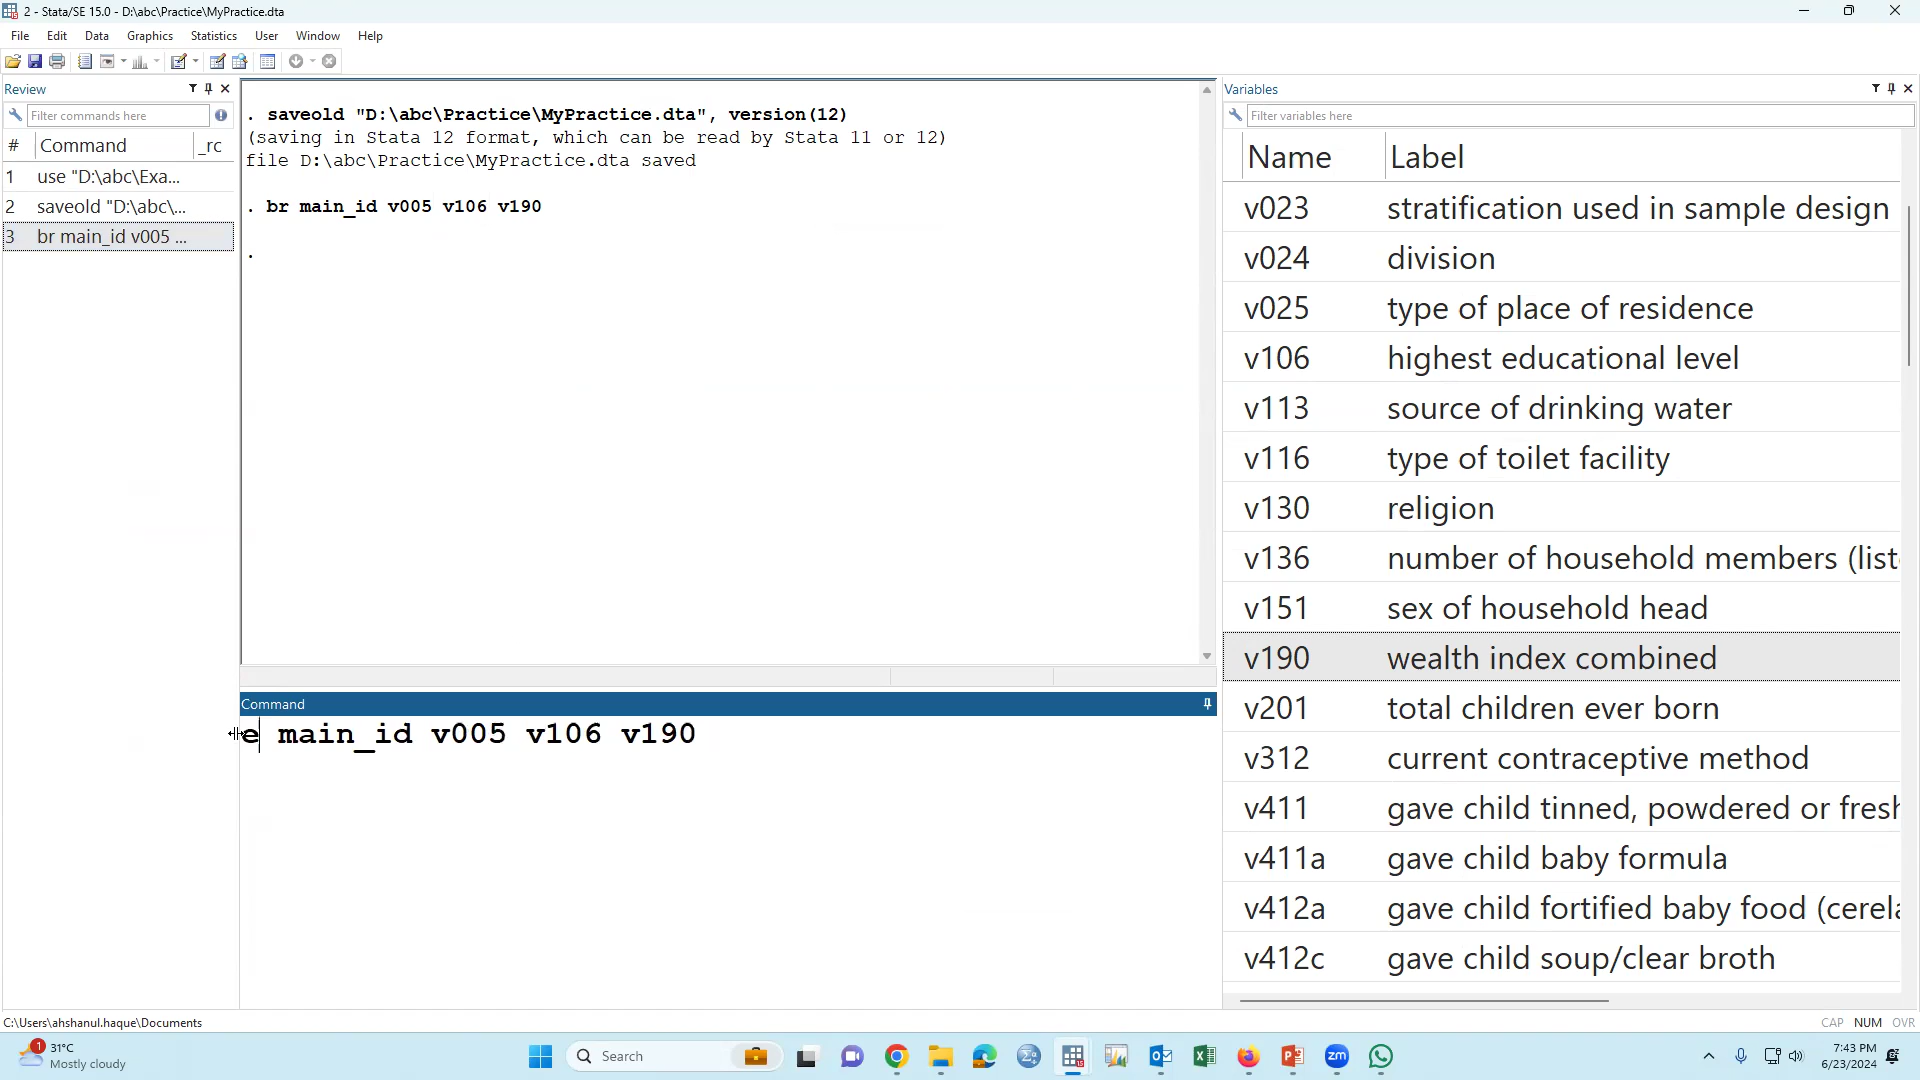 2 - Stata/SE 15.0 - D:\abc\Practice\MyPractice.dta
File Edit Data Graphics Statistics User Window Help
Review
Filter commands here
# Command _rc
1 use "D:\abc\Exa...
2 saveold "D:\abc\...
3 br main_id v005 ...
. saveold "D:\abc\Practice\MyPractice.dta", version(12)
(saving in Stata 12 format, which can be read by Stata 11 or 12)
file D:\abc\Practice\MyPractice.dta saved
. br main_id v005 v106 v190
.
Command
e main_id v005 v106 v190
Variables
Filter variables here
Name Label
v023 stratification used in sample design
v024 division
v025 type of place of residence
v106 highest educational level
v113 source of drinking water
v116 type of toilet facility
v130 religion
v136 number of household members (list
v151 sex of household head
v190 wealth index combined
v201 total children ever born
v312 current contraceptive method
v411 gave child tinned, powdered or fresh
v411a gave child baby formula
v412a gave child fortified baby food (cerela
v412c gave child soup/clear broth
C:\Users\ahshanul.haque\Documents
CAP NUM OVR
1
31°C
Mostly cloudy
Search
zm
7:43 PM
6/23/2024